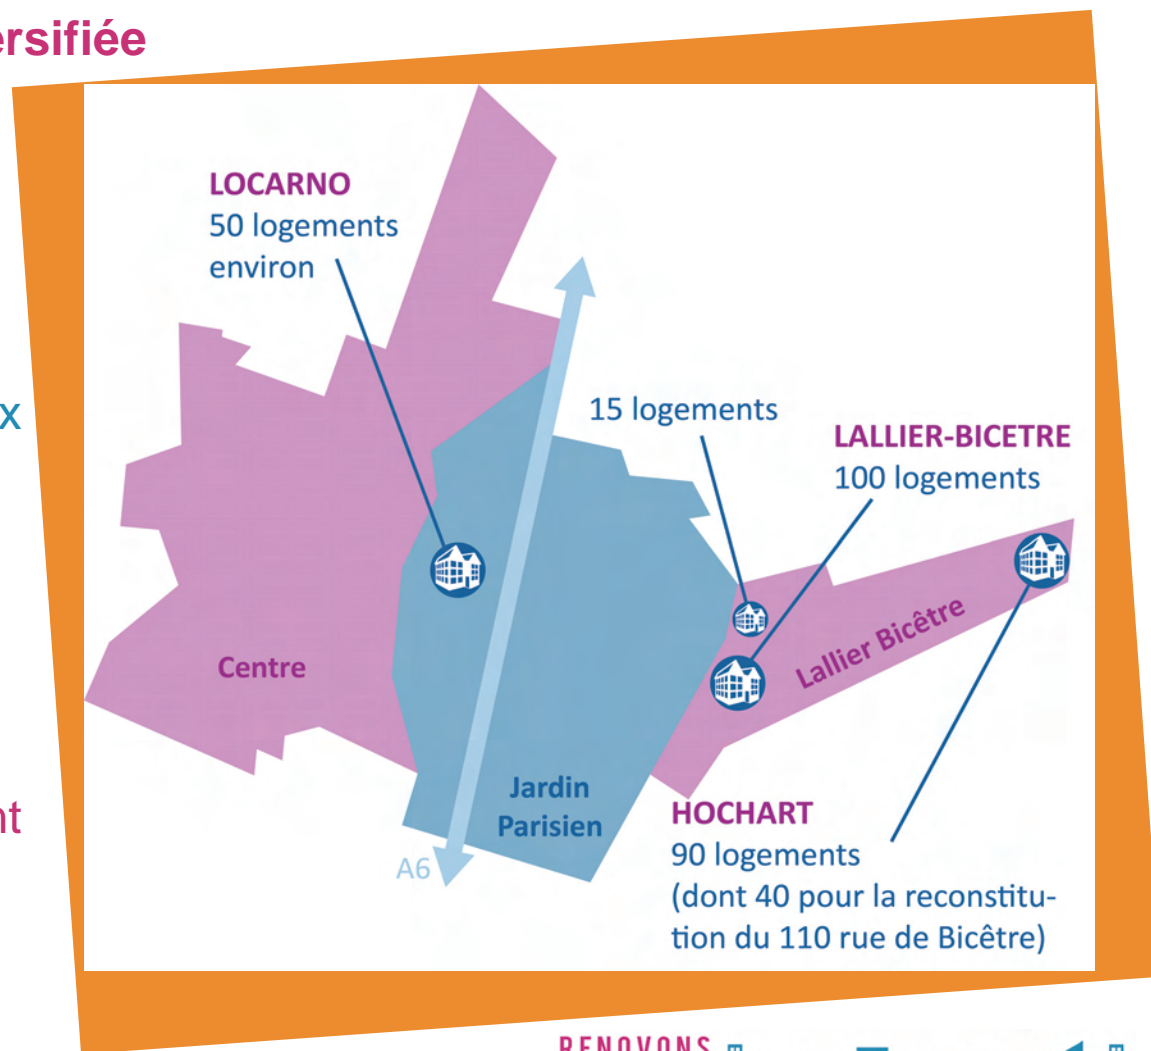 ersifiée
LOCARNO
50 logements
environ
x
15 logements
LALLIER-BICETRE
100 logements
Lallier Bicêtre
Centre
Jardin
Parisien
A6
nt
HOCHART
90 logements
(dont 40 pour la reconstitu-
tion du 110 rue de Bicêtre)
RENOVONS